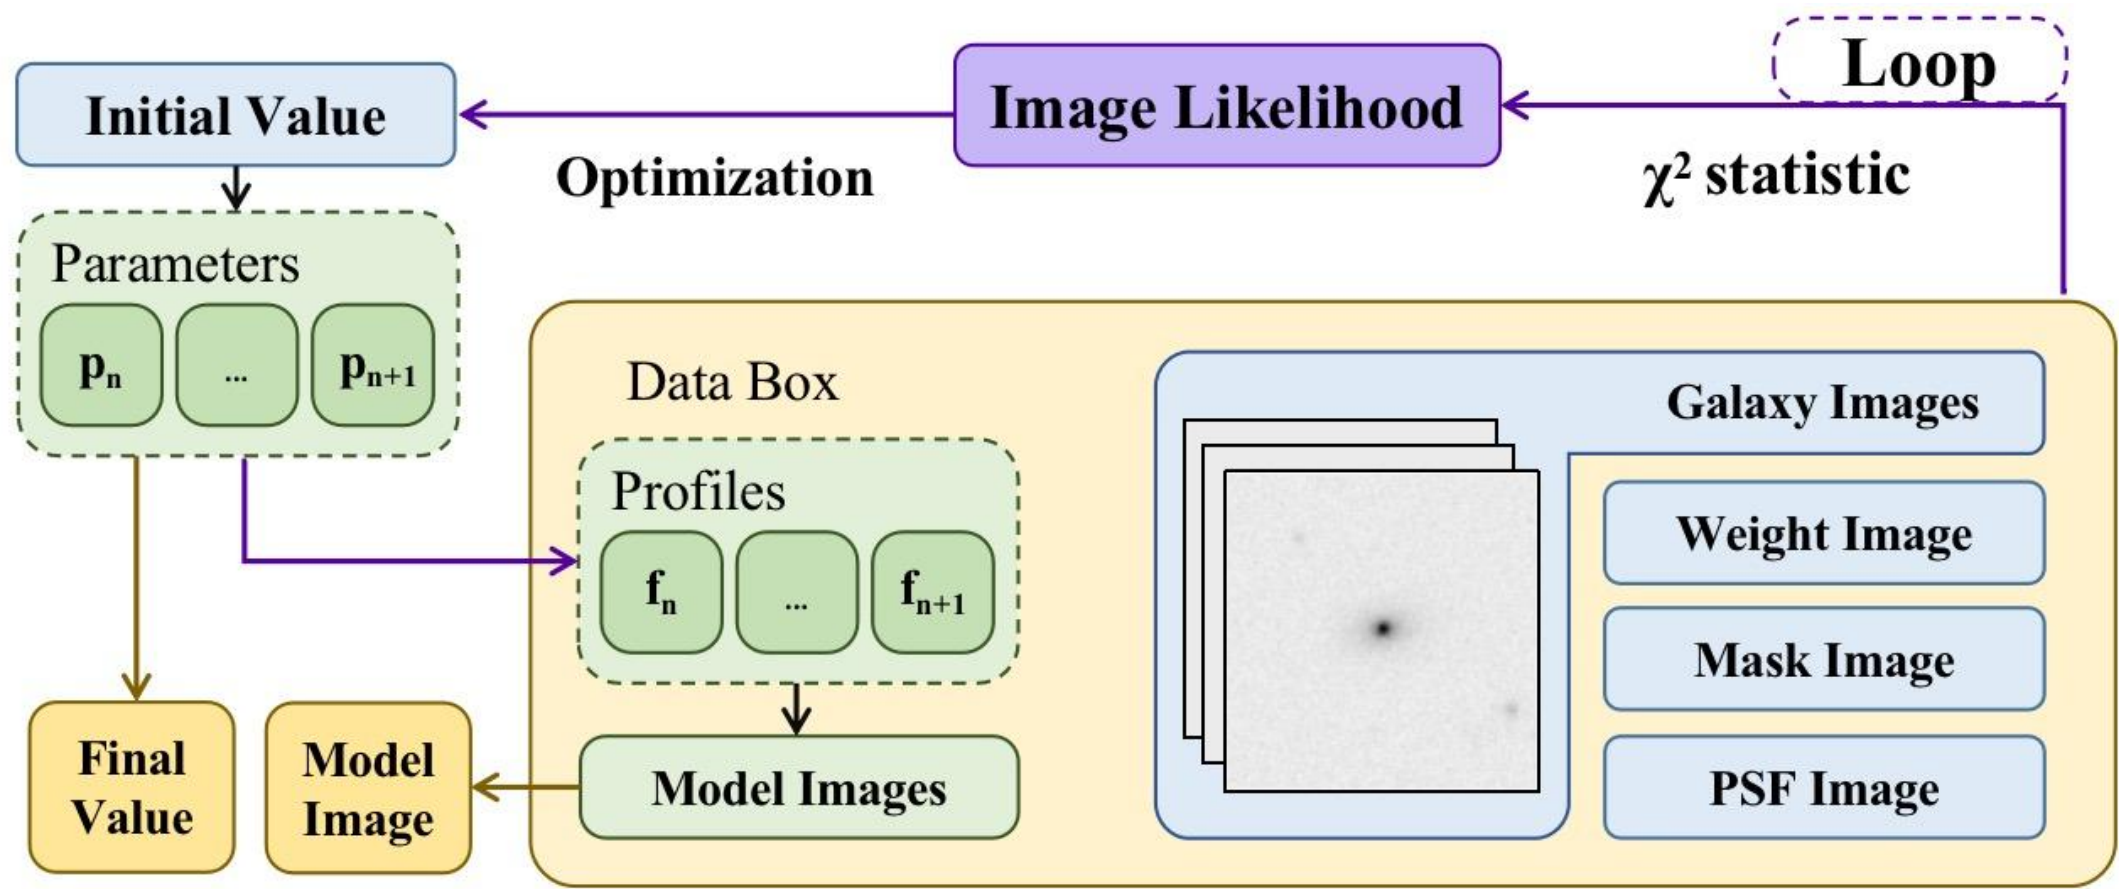 Loop
Initial Value
Image Likelihood
Optimization
χ² statistic
Parameters
pₙ
...
pₙ₊₁
Data Box
Profiles
fₙ
...
fₙ₊₁
Galaxy Images
Weight Image
Mask Image
PSF Image
Final
Value
Model
Image
Model Images